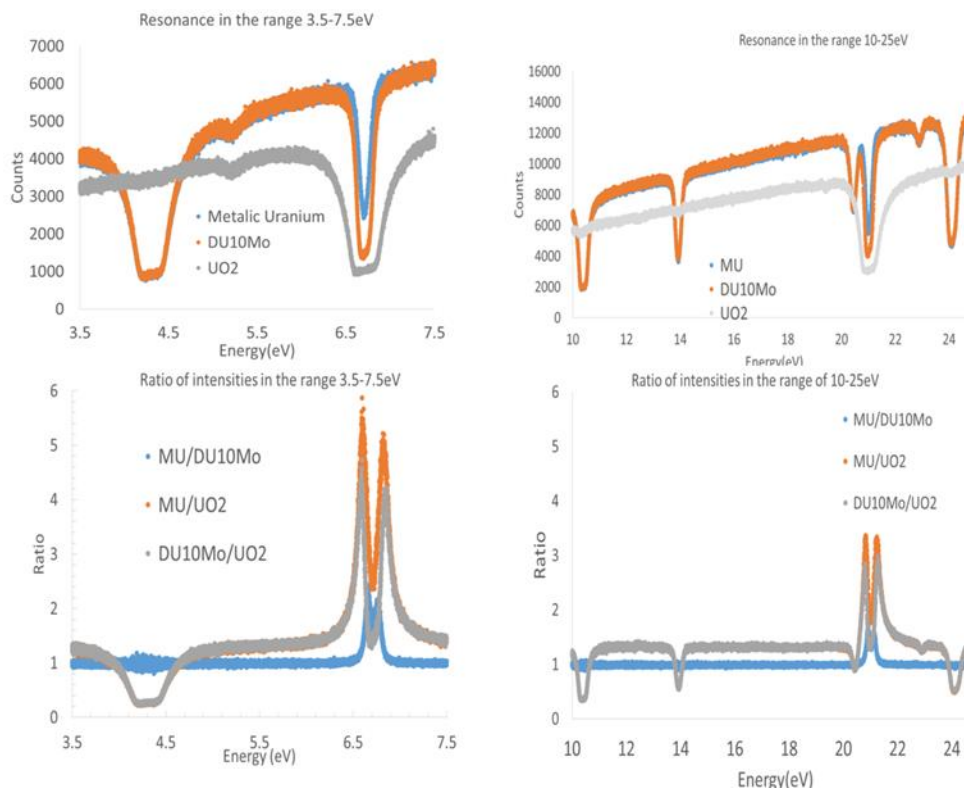 Resonance in the range 3.5-7.5eV
7000
6000
5000
4000
3000
2000
1000
0
Counts
Metalic Uranium
DU10Mo
UO2
3.5 4.5 5.5 6.5 7.5
Energy(eV)
Resonance in the range 10-25eV
16000
14000
12000
10000
8000
6000
4000
2000
0
Counts
MU
DU10Mo
UO2
10 12 14 16 18 20 22 24
Energy(eV)
Ratio of intensities in the range 3.5-7.5eV
6
5
4
3
2
1
0
Ratio
MU/DU10Mo
MU/UO2
DU10Mo/UO2
3.5 4.5 5.5 6.5 7.5
Energy (eV)
Ratio of intensities in the range of 10-25eV
6
5
4
3
2
1
0
Ratio
MU/DU10Mo
MU/UO2
DU10Mo/UO2
10 12 14 16 18 20 22 24
Energy(eV)